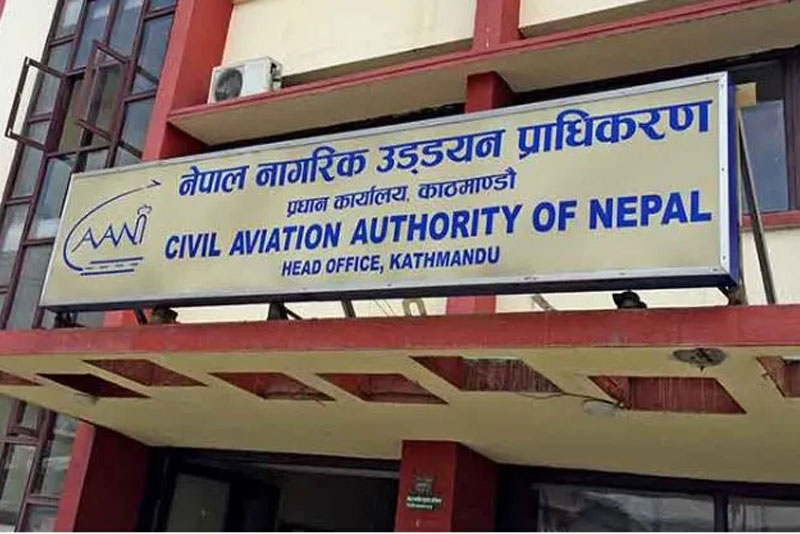 CAAN
नेपाल नागरिक उड्डयन प्राधिकरण
प्रधान कार्यालय, काठमाण्डौ
CIVIL AVIATION AUTHORITY OF NEPAL
HEAD OFFICE, KATHMANDU